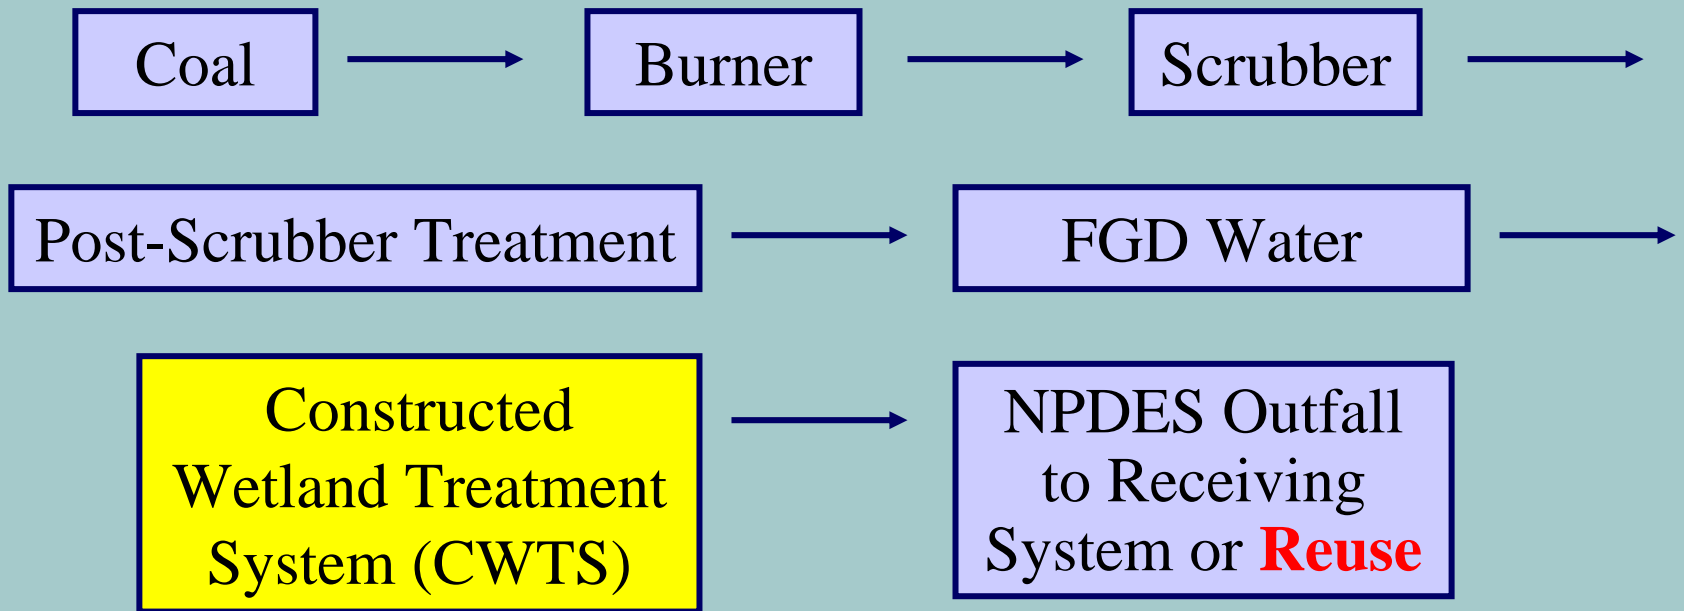 Coal
Burner
Scrubber
Post-Scrubber Treatment
FGD Water
Constructed
Wetland Treatment
System (CWTS)
NPDES Outfall
to Receiving
System or Reuse